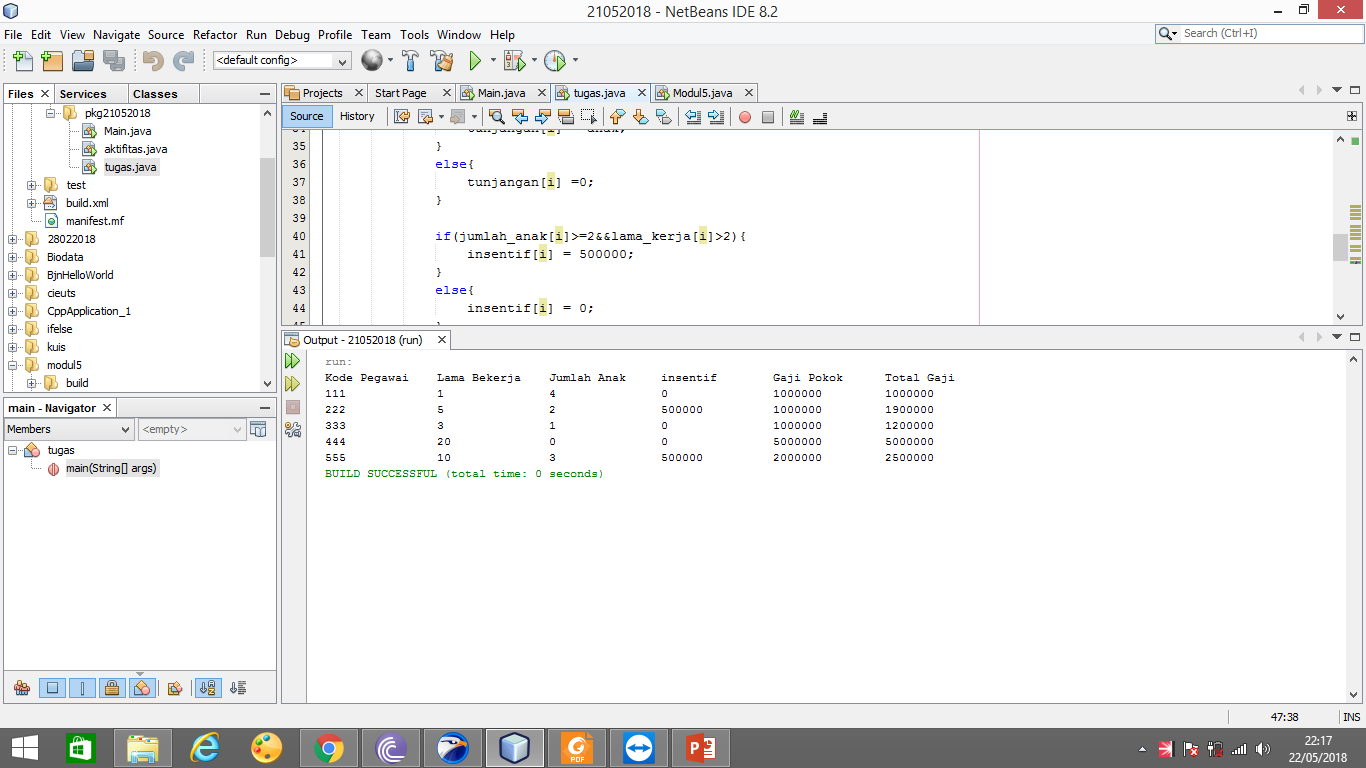 21052018 - NetBeans IDE 8.2
File Edit View Navigate Source Refactor Run Debug Profile Team Tools Window Help
Search (Ctrl+I)
<default config>
Files Services Classes
pkg21052018
Main.java
aktifitas.java
tugas.java
test
build.xml
manifest.mf
28022018
Biodata
BjnHelloWorld
cieuts
CppApplication_1
ifelse
kuis
modul5
build
main - Navigator
Members <empty>
tugas
main(String[] args)
Projects Start Page Main.java tugas.java Modul5.java
Source History
35 }
36 else{
37 tunjangan[i] =0;
38 }
39
40 if(jumlah_anak[i]>=2&&lama_kerja[i]>2){
41 insentif[i] = 500000;
42 }
43 else{
44 insentif[i] = 0;
Output - 21052018 (run)
run:
Kode Pegawai Lama Bekerja Jumlah Anak insentif Gaji Pokok Total Gaji
111 1 4 0 1000000 1000000
222 5 2 500000 1000000 1900000
333 3 1 0 1000000 1200000
444 20 0 0 5000000 5000000
555 10 3 500000 2000000 2500000
BUILD SUCCESSFUL (total time: 0 seconds)
47:38 INS
PDF
22:17
22/05/2018